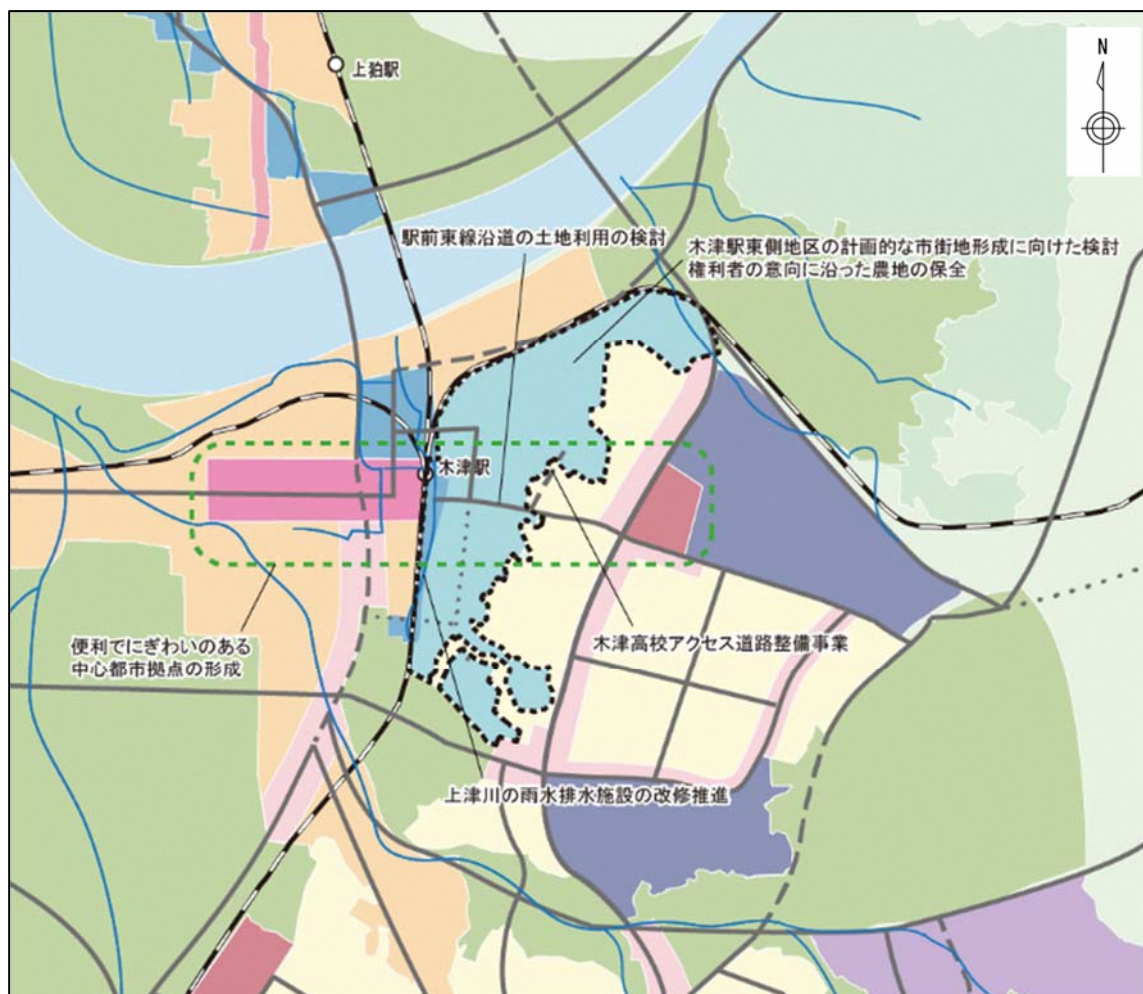 N
上狛駅
駅前東線沿道の土地利用の検討
木津駅東側地区の計画的な市街地形成に向けた検討
権利者の意向に沿った農地の保全
木津駅
便利でにぎわいのある
中心都市拠点の形成
木津高校アクセス道路整備事業
上津川の雨水排水施設の改修推進